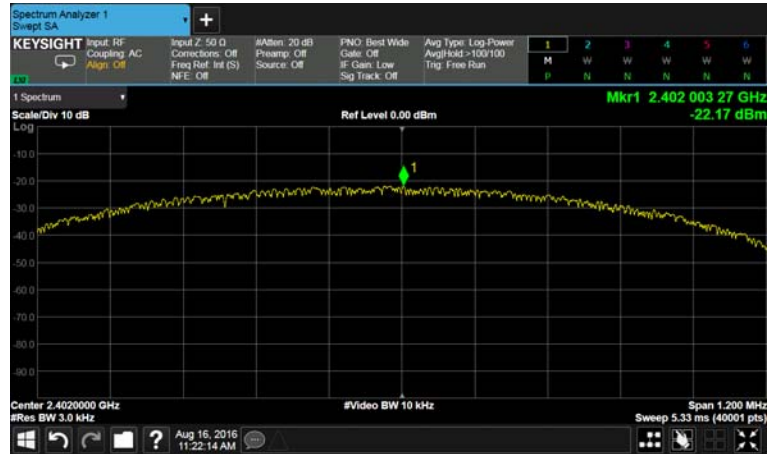 Spectrum Analyzer 1
Swept SA
+
KEYSIGHT
Input: RF
Coupling: AC
Align: Off
LXI
Input Z: 50 Ω
Corrections: Off
Freq Ref: Int (S)
NFE: Off
#Atten: 20 dB
Preamp: Off
Source: Off
PNO: Best Wide
Gate: Off
IF Gain: Low
Sig Track: Off
Avg Type: Log-Power
Avg|Hold:>100/100
Trig: Free Run
1 2 3 4 5 6
M W W W W W
P N N N N N
1 Spectrum
Mkr1 2.402 003 27 GHz
Scale/Div 10 dB
Ref Level 0.00 dBm
-22.17 dBm
Log
1
-10.0
-20.0
-30.0
-40.0
-50.0
-60.0
-70.0
-80.0
-90.0
Center 2.4020000 GHz
#Video BW 10 kHz
Span 1.200 MHz
#Res BW 3.0 kHz
Sweep 5.33 ms (40001 pts)
?
Aug 16, 2016
11:22:14 AM